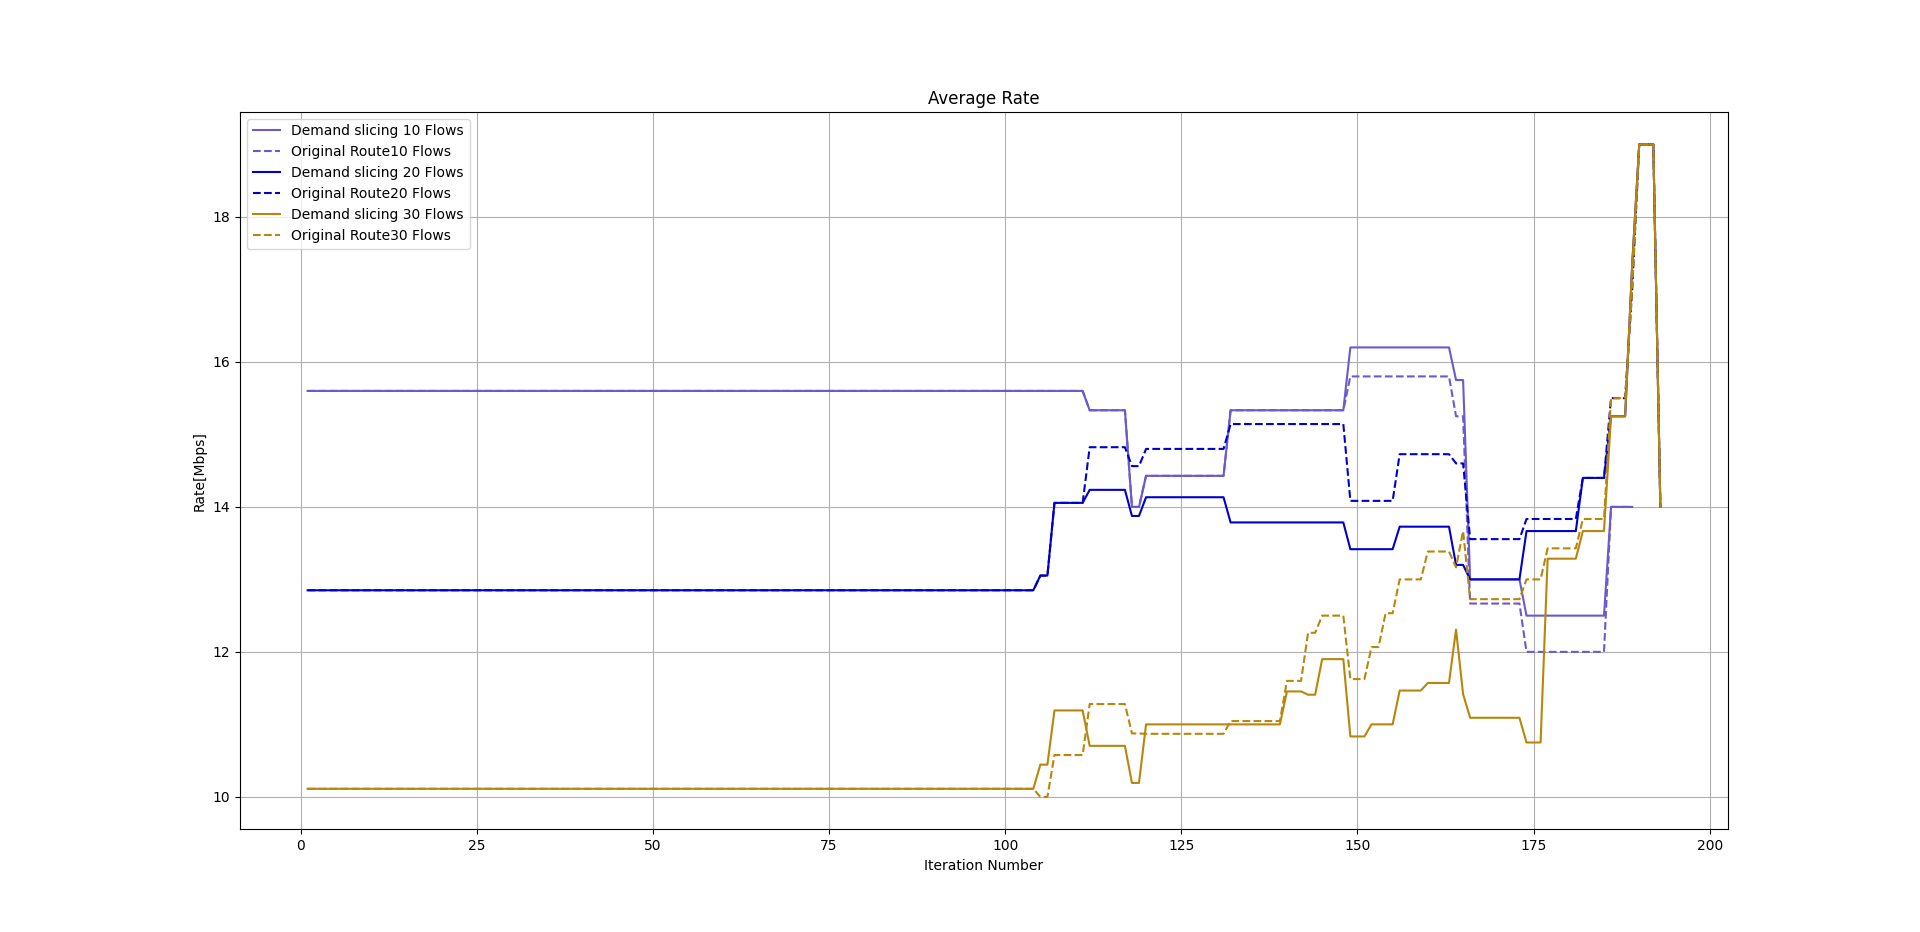 Average Rate
Demand slicing 10 Flows
Original Route10 Flows
Demand slicing 20 Flows
Original Route20 Flows
Demand slicing 30 Flows
Original Route30 Flows
Rate[Mbps]
18
16
14
12
10
0 25 50 75 100 125 150 175 200
Iteration Number